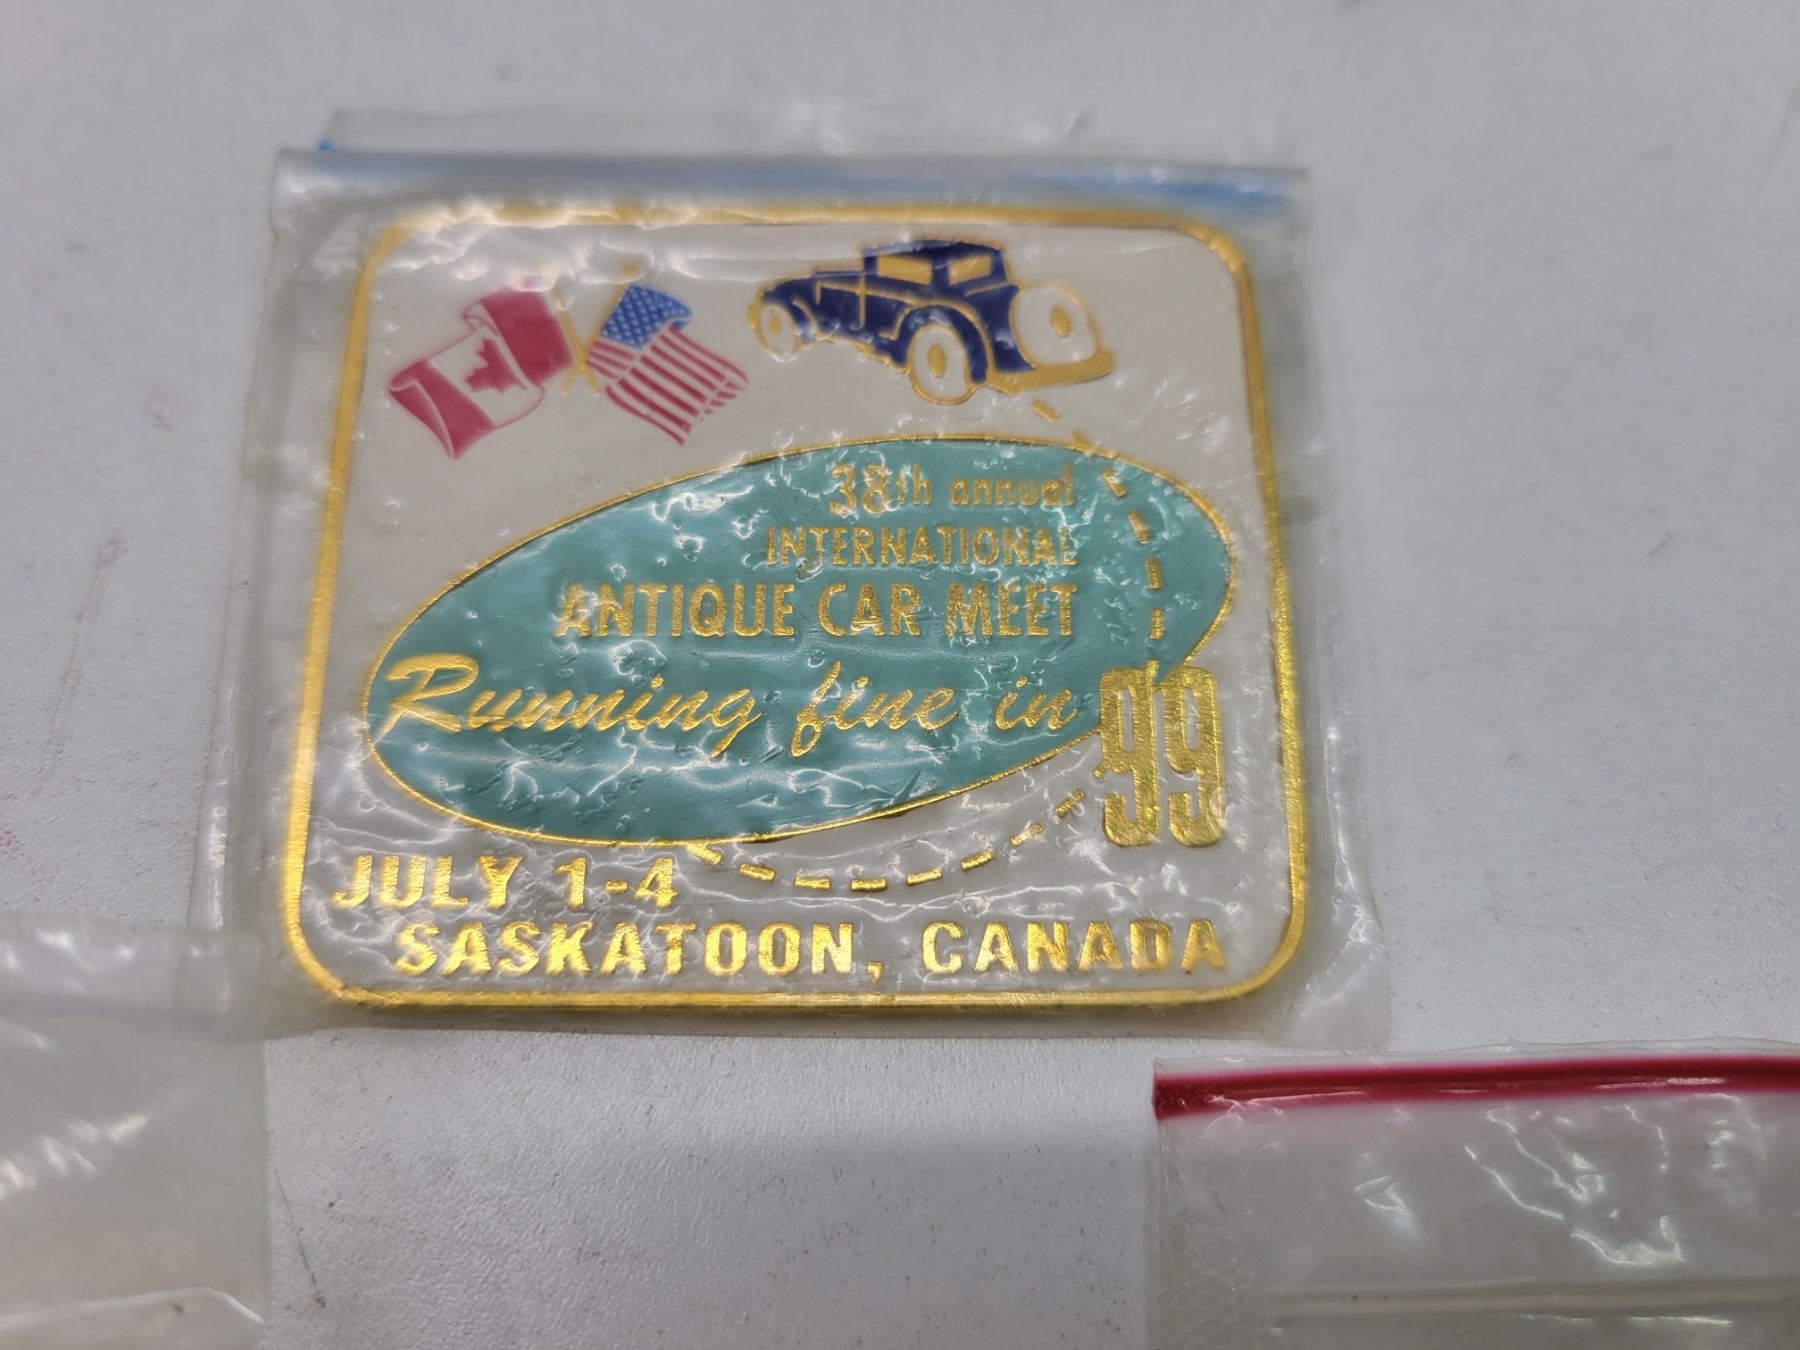 38th annual
INTERNATIONAL
ANTIQUE CAR MEET
Running fine in 99
JULY 1-4
SASKATOON, CANADA